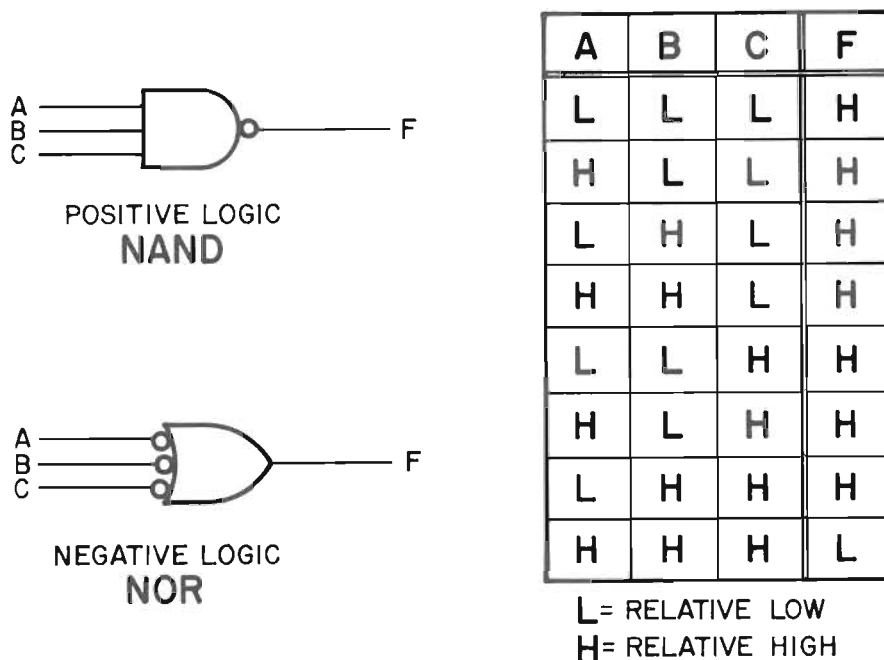 A
B
C
F
POSITIVE LOGIC
NAND
A
B
C
F
NEGATIVE LOGIC
NOR
A B C F
L L L H
H L L H
L H L H
H H L H
L L H H
H L H H
L H H H
H H H L
L= RELATIVE LOW
H= RELATIVE HIGH